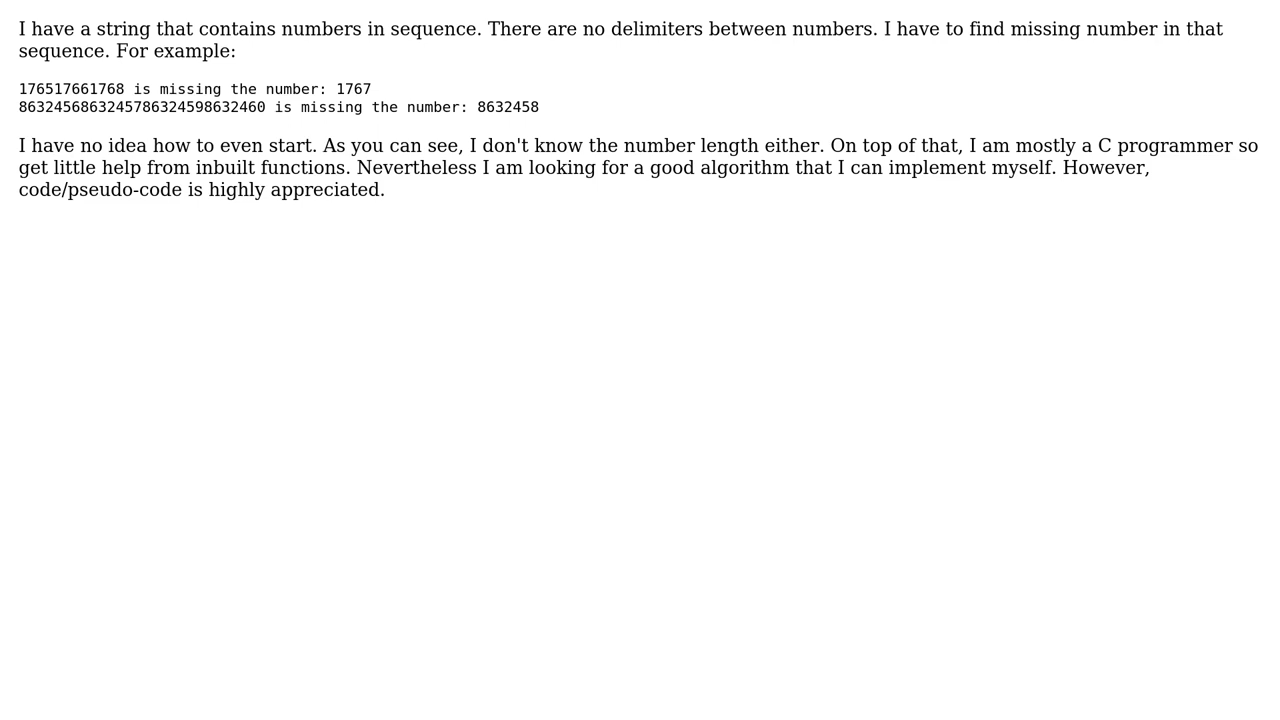 I have a string that contains numbers in sequence. There are no delimiters between numbers. I have to find missing number in that
sequence. For example:
176517661768 is missing the number: 1767
8632456863245786324598632460 is missing the number: 8632458
I have no idea how to even start. As you can see, I don't know the number length either. On top of that, I am mostly a C programmer so
get little help from inbuilt functions. Nevertheless I am looking for a good algorithm that I can implement myself. However,
code/pseudo-code is highly appreciated.